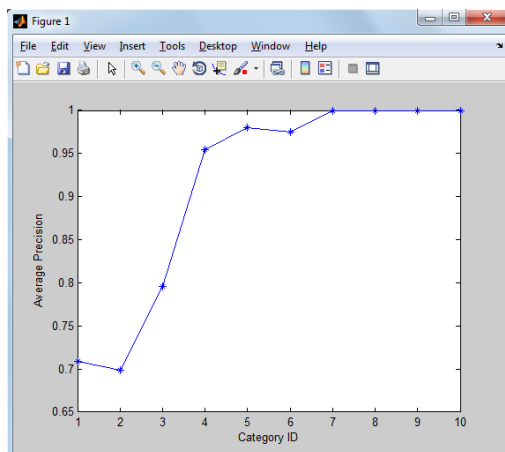 Figure 1
File Edit View Insert Tools Desktop Window Help
1
0.95
0.9
0.85
0.8
0.75
0.7
0.65
Average Precision
1 2 3 4 5 6 7 8 9 10
Category ID